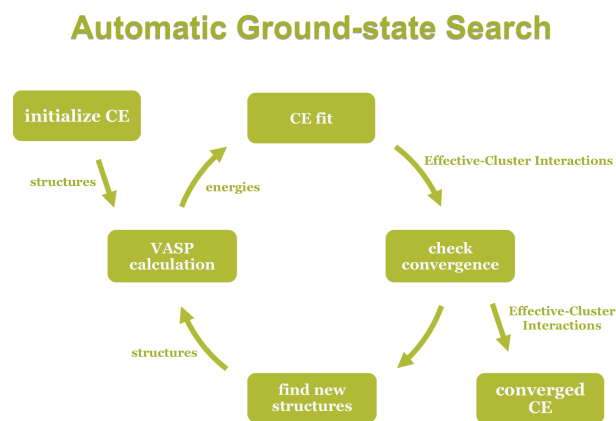 Automatic Ground-state Search
initialize CE
CE fit
structures
energies
Effective-Cluster Interactions
VASP
calculation
check
convergence
Effective-Cluster
Interactions
structures
find new
structures
converged
CE